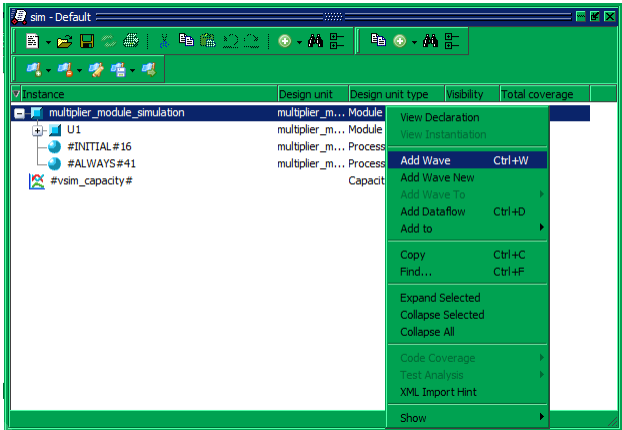 sim - Default
Instance Design unit Design unit type Visibility Total coverage
multiplier_module_simulation multiplier_m... Module
U1 multiplier_m... Module
#INITIAL#16 multiplier_m... Process
#ALWAYS#41 multiplier_m... Process
#vsim_capacity# Capacit
View Declaration
View Instantiation
Add Wave Ctrl+W
Add Wave New
Add Wave To
Add Dataflow Ctrl+D
Add to
Copy Ctrl+C
Find... Ctrl+F
Expand Selected
Collapse Selected
Collapse All
Code Coverage
Test Analysis
XML Import Hint
Show